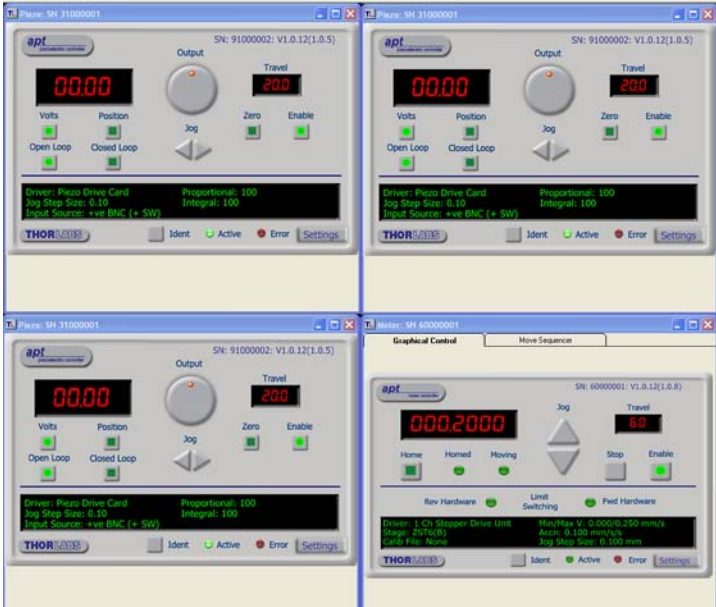 Piezo: SN 31000001
apt
piezoelectric controller
SN: 91000002: V1.0.12(1.0.5)
Output
00.00
Travel
20.0
Volts
Position
Zero
Enable
Jog
Open Loop
Closed Loop
Driver: Piezo Drive Card
Proportional: 100
Jog Step Size: 0.10
Integral: 100
Input Source: +ve BNC (+ SW)
THORLABS
Ident
Active
Error
Settings
Piezo: SN 31000001
apt
piezoelectric controller
SN: 91000002: V1.0.12(1.0.5)
Output
00.00
Travel
20.0
Volts
Position
Zero
Enable
Jog
Open Loop
Closed Loop
Driver: Piezo Drive Card
Proportional: 100
Jog Step Size: 0.10
Integral: 100
Input Source: +ve BNC (+ SW)
THORLABS
Ident
Active
Error
Settings
Piezo: SN 31000001
apt
piezoelectric controller
SN: 91000002: V1.0.12(1.0.5)
Output
00.00
Travel
20.0
Volts
Position
Zero
Enable
Jog
Open Loop
Closed Loop
Driver: Piezo Drive Card
Proportional: 100
Jog Step Size: 0.10
Integral: 100
Input Source: +ve BNC (+ SW)
THORLABS
Ident
Active
Error
Settings
Motor: SN 60000001
Graphical Control
Move Sequencer
apt
motor controller
SN: 60000001: V1.0.12(1.0.8)
000.2000
Jog
Travel
6.0
Home
Homed
Moving
Stop
Enable
Rev Hardware
Limit
Switching
Fwd Hardware
Driver: 1 Ch Stepper Drive Unit
Min/Max V: 0.000/0.250 mm/s
Stage: ZST6(B)
Accn: 0.100 mm/s/s
Calib File: None
Jog Step Size: 0.100 mm
THORLABS
Ident
Active
Error
Settings